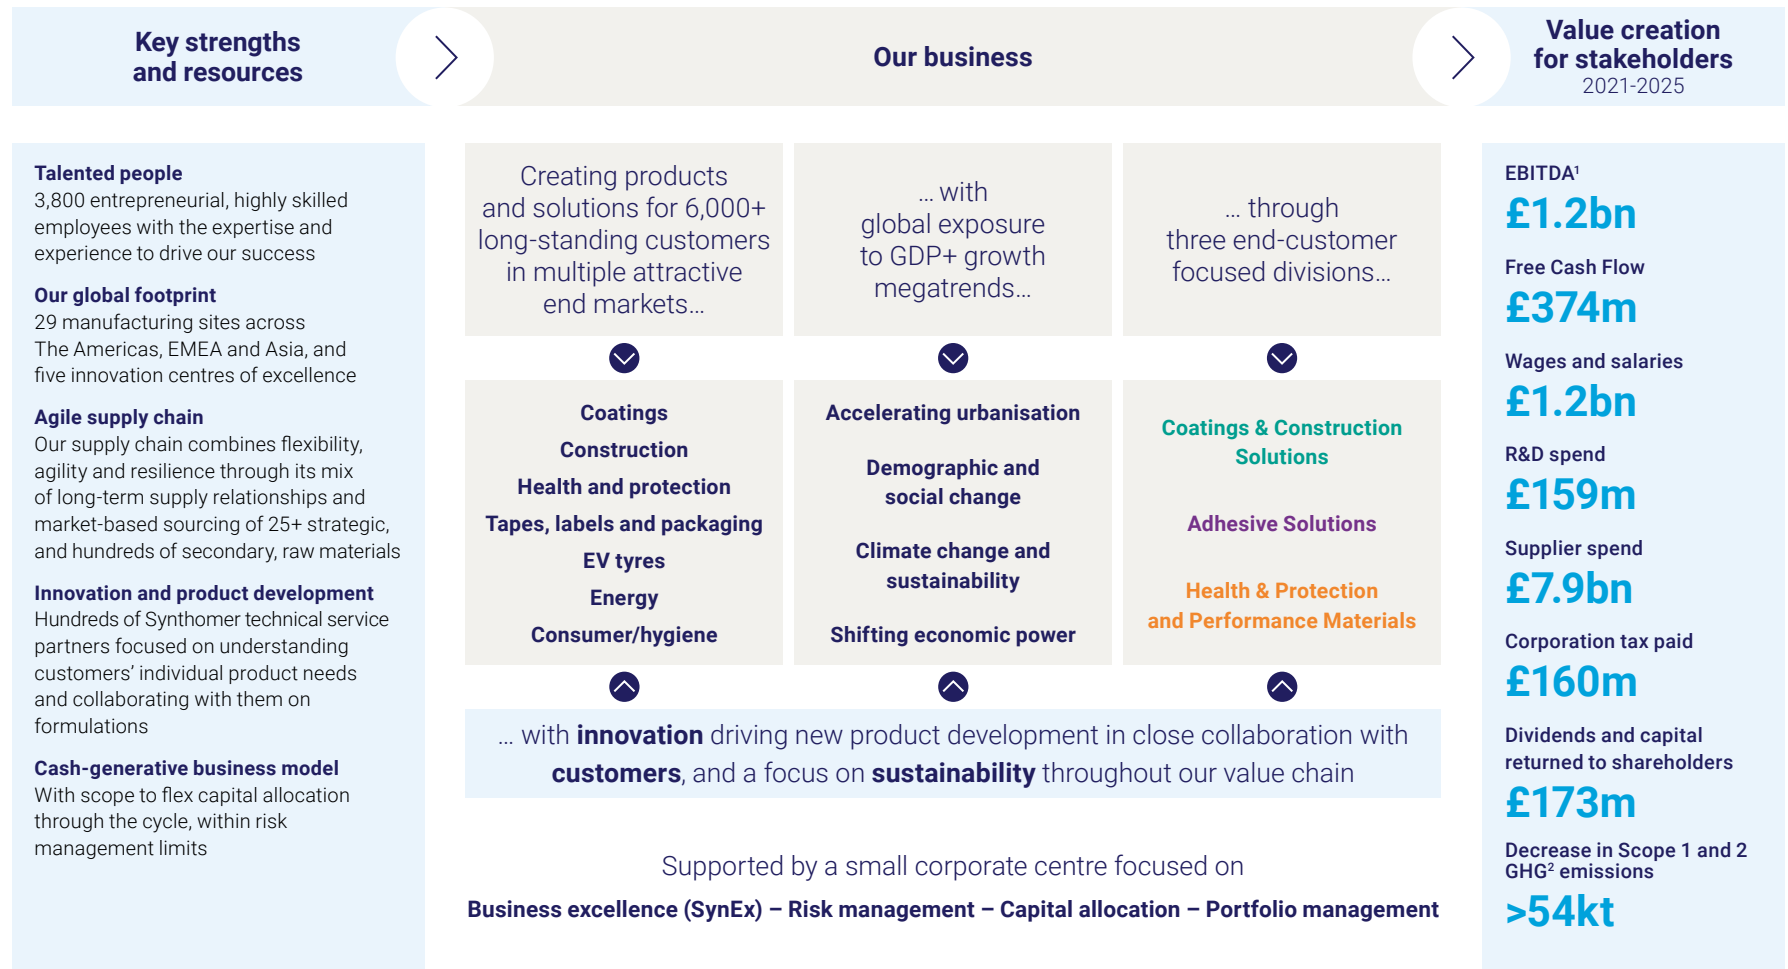 Key strengths
and resources
Our business
Value creation
for stakeholders
2021-2025
Talented people
3,800 entrepreneurial, highly skilled
employees with the expertise and
experience to drive our success
Our global footprint
29 manufacturing sites across
The Americas, EMEA and Asia, and
five innovation centres of excellence
Agile supply chain
Our supply chain combines flexibility,
agility and resilience through its mix
of long-term supply relationships and
market-based sourcing of 25+ strategic,
and hundreds of secondary, raw materials
Innovation and product development
Hundreds of Synthomer technical service
partners focused on understanding
customers’ individual product needs
and collaborating with them on
formulations
Cash-generative business model
With scope to flex capital allocation
through the cycle, within risk
management limits
Creating products
and solutions for 6,000+
long-standing customers
in multiple attractive
end markets…
Coatings
Construction
Health and protection
Tapes, labels and packaging
EV tyres
Energy
Consumer/hygiene
… with
global exposure
to GDP+ growth
megatrends…
Accelerating urbanisation
Demographic and
social change
Climate change and
sustainability
Shifting economic power
… through
three end-customer
focused divisions…
Coatings & Construction
Solutions
Adhesive Solutions
Health & Protection
and Performance Materials
… with innovation driving new product development in close collaboration with
customers, and a focus on sustainability throughout our value chain
Supported by a small corporate centre focused on
Business excellence (SynEx) – Risk management – Capital allocation – Portfolio management
EBITDA¹
£1.2bn
Free Cash Flow
£374m
Wages and salaries
£1.2bn
R&D spend
£159m
Supplier spend
£7.9bn
Corporation tax paid
£160m
Dividends and capital
returned to shareholders
£173m
Decrease in Scope 1 and 2
GHG² emissions
>54kt